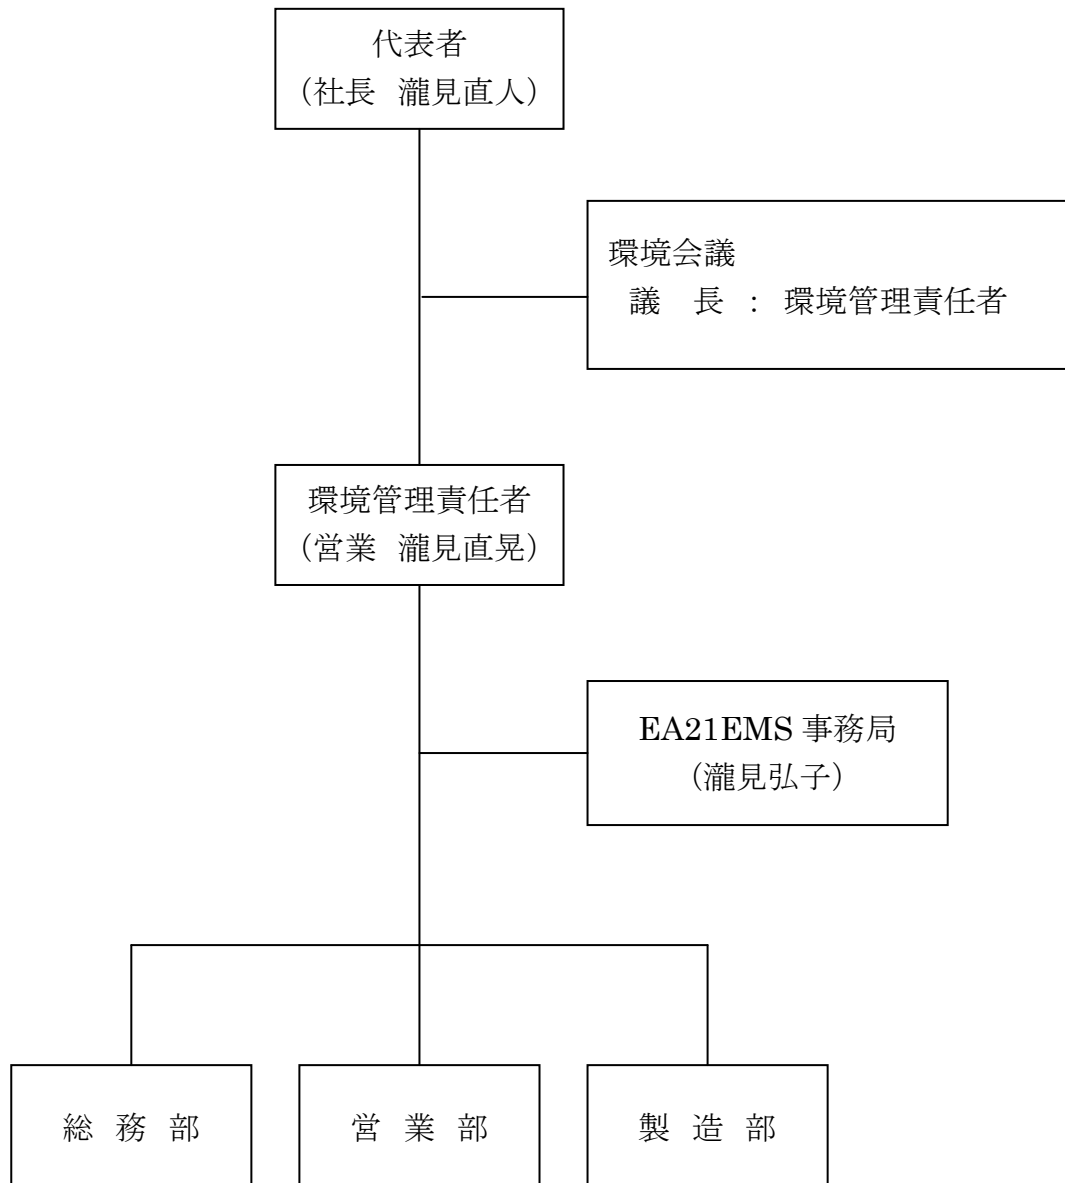 代表者
（社長 瀧見直人）
環境会議
議 長 : 環境管理責任者
環境管理責任者
（営業 瀧見直晃）
EA21EMS 事務局
（瀧見弘子）
総 務 部
営 業 部
製 造 部